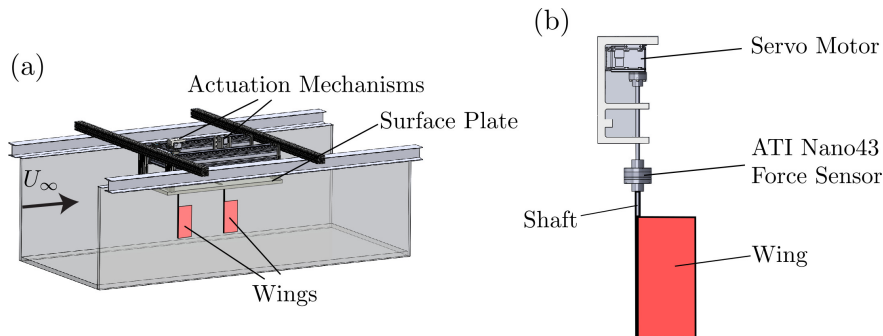 (a)
Actuation Mechanisms
Surface Plate
U∞
Wings
(b)
Servo Motor
ATI Nano43
Force Sensor
Shaft
Wing